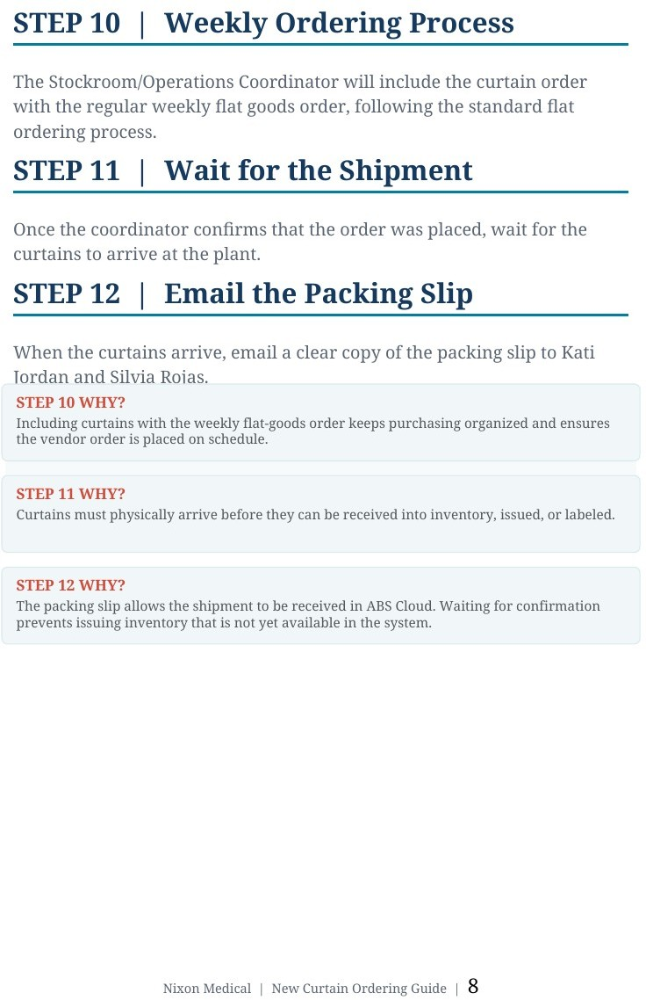 STEP 10 | Weekly Ordering Process
The Stockroom/Operations Coordinator will include the curtain order
with the regular weekly flat goods order, following the standard flat
ordering process.
STEP 11 | Wait for the Shipment
Once the coordinator confirms that the order was placed, wait for the
curtains to arrive at the plant.
STEP 12 | Email the Packing Slip
When the curtains arrive, email a clear copy of the packing slip to Kati
Jordan and Silvia Rojas.
STEP 10 WHY?
Including curtains with the weekly flat-goods order keeps purchasing organized and ensures
the vendor order is placed on schedule.
STEP 11 WHY?
Curtains must physically arrive before they can be received into inventory, issued, or labeled.
STEP 12 WHY?
The packing slip allows the shipment to be received in ABS Cloud. Waiting for confirmation
prevents issuing inventory that is not yet available in the system.
Nixon Medical | New Curtain Ordering Guide | 8